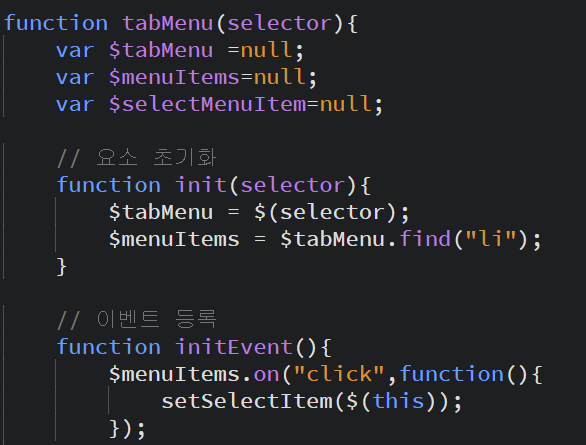 function tabMenu(selector){
    var $tabMenu =null;
    var $menuItems=null;
    var $selectMenuItem=null;

    // 요소 초기화
    function init(selector){
        $tabMenu = $(selector);
        $menuItems = $tabMenu.find("li");
    }

    // 이벤트 등록
    function initEvent(){
        $menuItems.on("click",function(){
            setSelectItem($(this));
        });